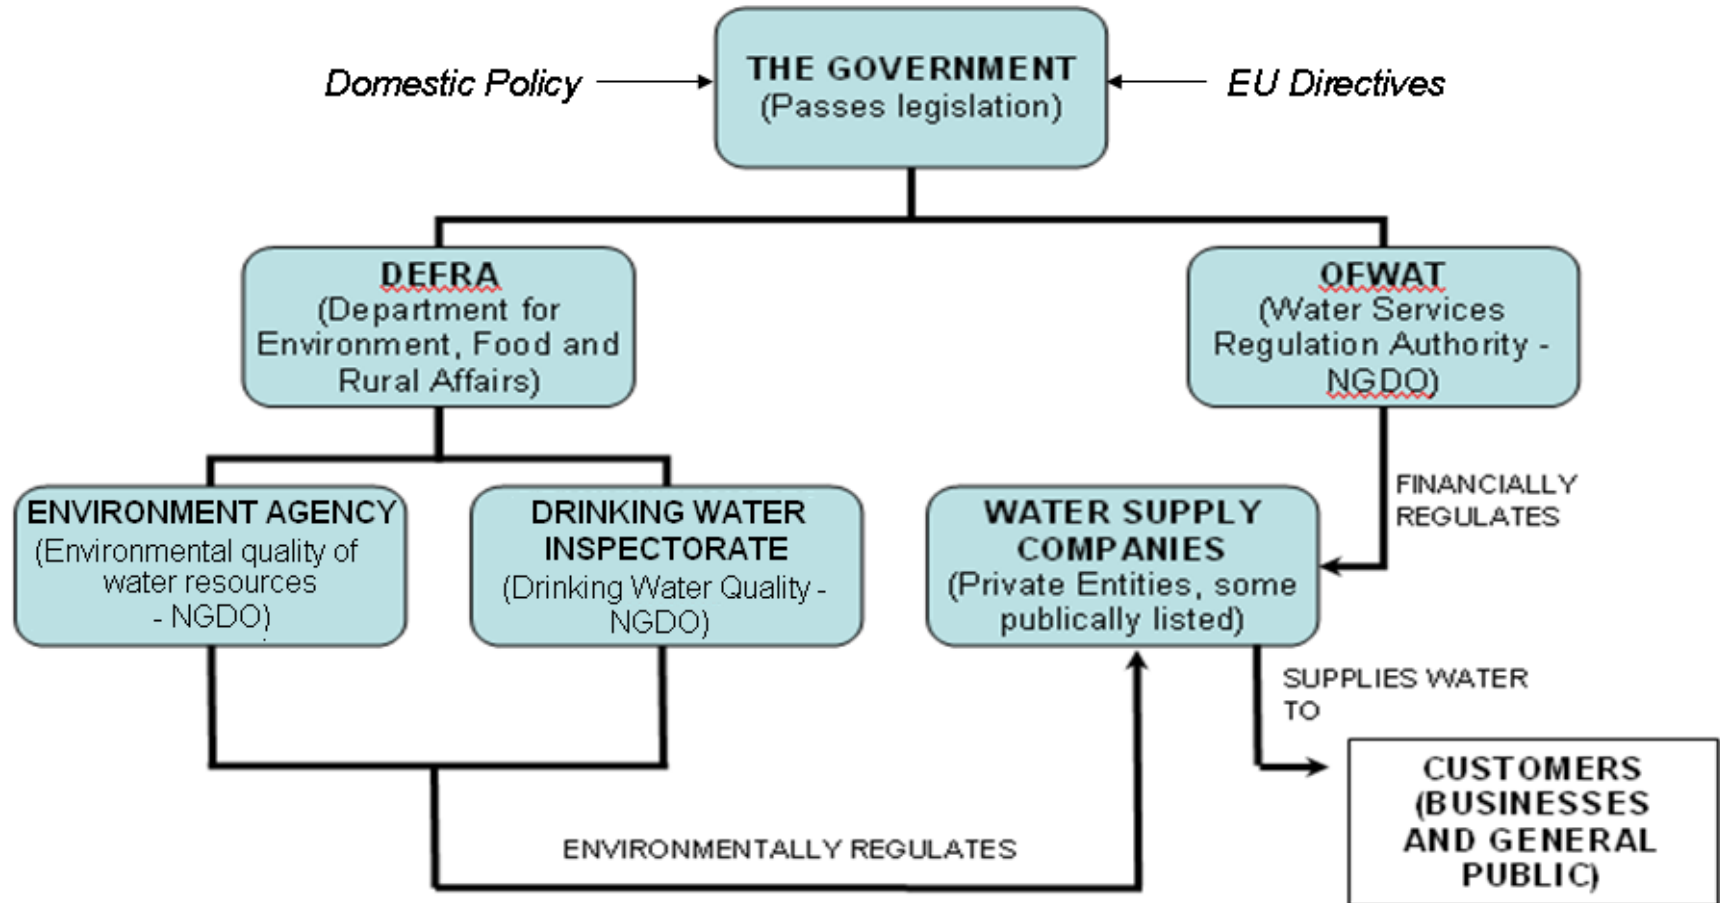 Domestic Policy
THE GOVERNMENT
(Passes legislation)
EU Directives
DEFRA
(Department for
Environment, Food and
Rural Affairs)
OFWAT
(Water Services
Regulation Authority -
NGDO)
ENVIRONMENT AGENCY
(Environmental quality of
water resources
- NGDO)
DRINKING WATER
INSPECTORATE
(Drinking Water Quality -
NGDO)
WATER SUPPLY
COMPANIES
(Private Entities, some
publically listed)
FINANCIALLY
REGULATES
SUPPLIES WATER
TO
CUSTOMERS
(BUSINESSES
AND GENERAL
PUBLIC)
ENVIRONMENTALLY REGULATES